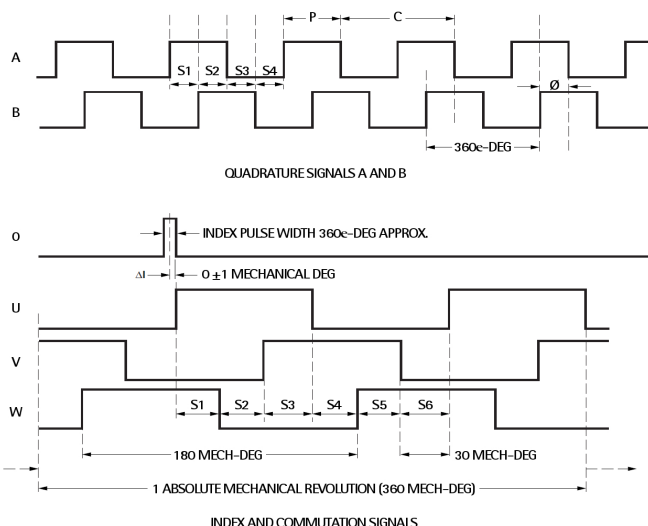 P C
A
S1 S2 S3 S4
Ø
B
360e-DEG
QUADRATURE SIGNALS A AND B
0
INDEX PULSE WIDTH 360e-DEG APPROX.
ΔI 0 ±1 MECHANICAL DEG
U
V
W
S1 S2 S3 S4 S5 S6
180 MECH-DEG 30 MECH-DEG
1 ABSOLUTE MECHANICAL REVOLUTION (360 MECH-DEG)
INDEX AND COMMUTATION SIGNALS